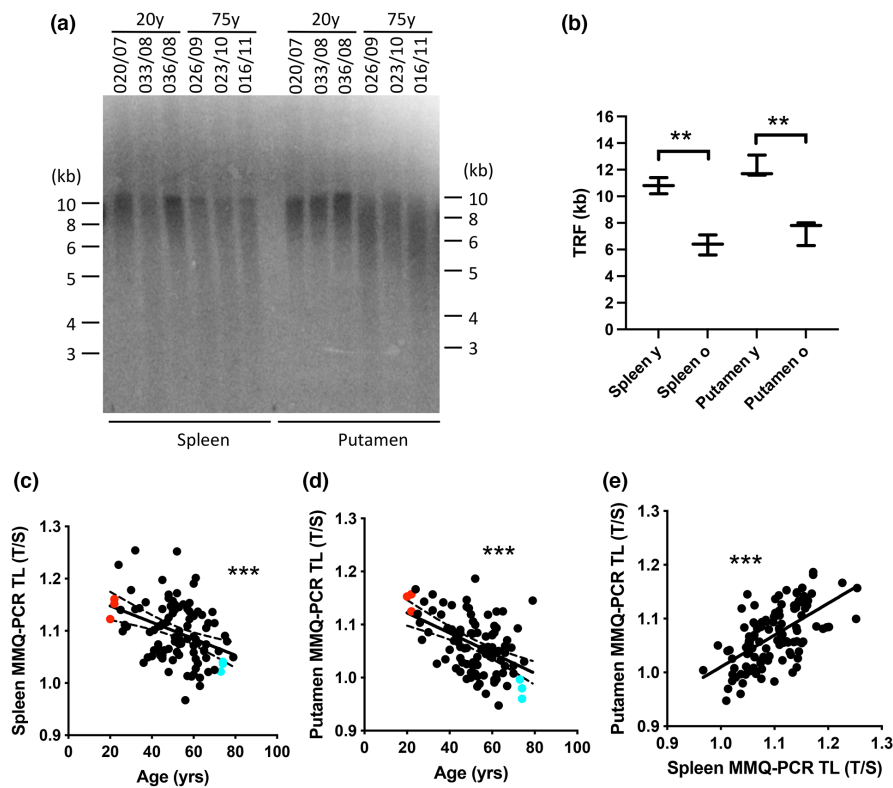 (a)
20y 75y 20y 75y
020/07 033/08 036/08 026/09 023/10 016/11 020/07 033/08 036/08 026/09 023/10 016/11
(kb) (kb)
10 10
8 8
6 6
5 5
4 4
3 3
Spleen Putamen
(b)
TRF (kb)
16
14
12
10
8
6
4
2
0
** **
Spleen y Spleen o Putamen y Putamen o
(c)
Spleen MMQ-PCR TL (T/S)
1.3
1.2
1.1
1.0
0.9
***
0 20 40 60 80 100
Age (yrs)
(d)
Putamen MMQ-PCR TL (T/S)
1.3
1.2
1.1
1.0
0.9
***
0 20 40 60 80 100
Age (yrs)
(e)
Putamen MMQ-PCR TL (T/S)
1.3
1.2
1.1
1.0
0.9
***
0.9 1.0 1.1 1.2 1.3
Spleen MMQ-PCR TL (T/S)